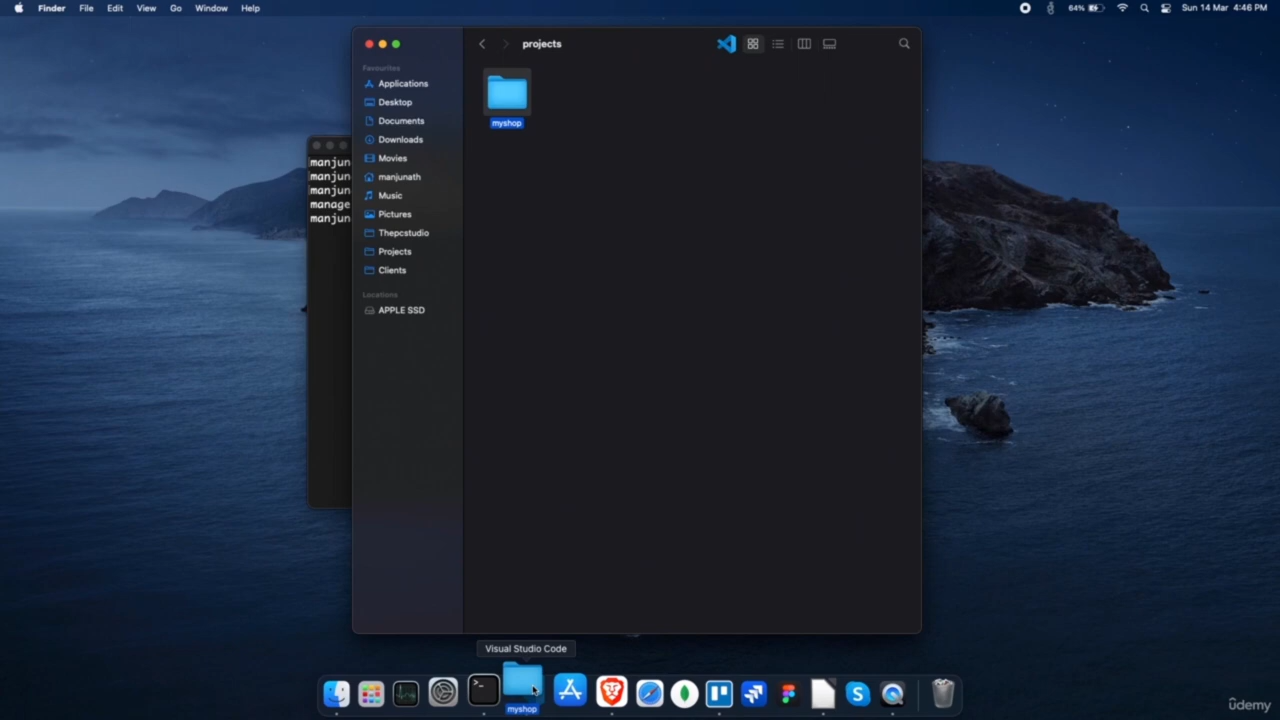 Finder File Edit View Go Window Help
64% Sun 14 Mar 4:46 PM
projects
Favourites
Applications
Desktop
Documents
Downloads
Movies
manjunath
Music
Pictures
Thepcstudio
Projects
Clients
Locations
APPLE SSD
myshop
manjun
manjun
manjun
manage
manjun
Visual Studio Code
myshop
ûdemy